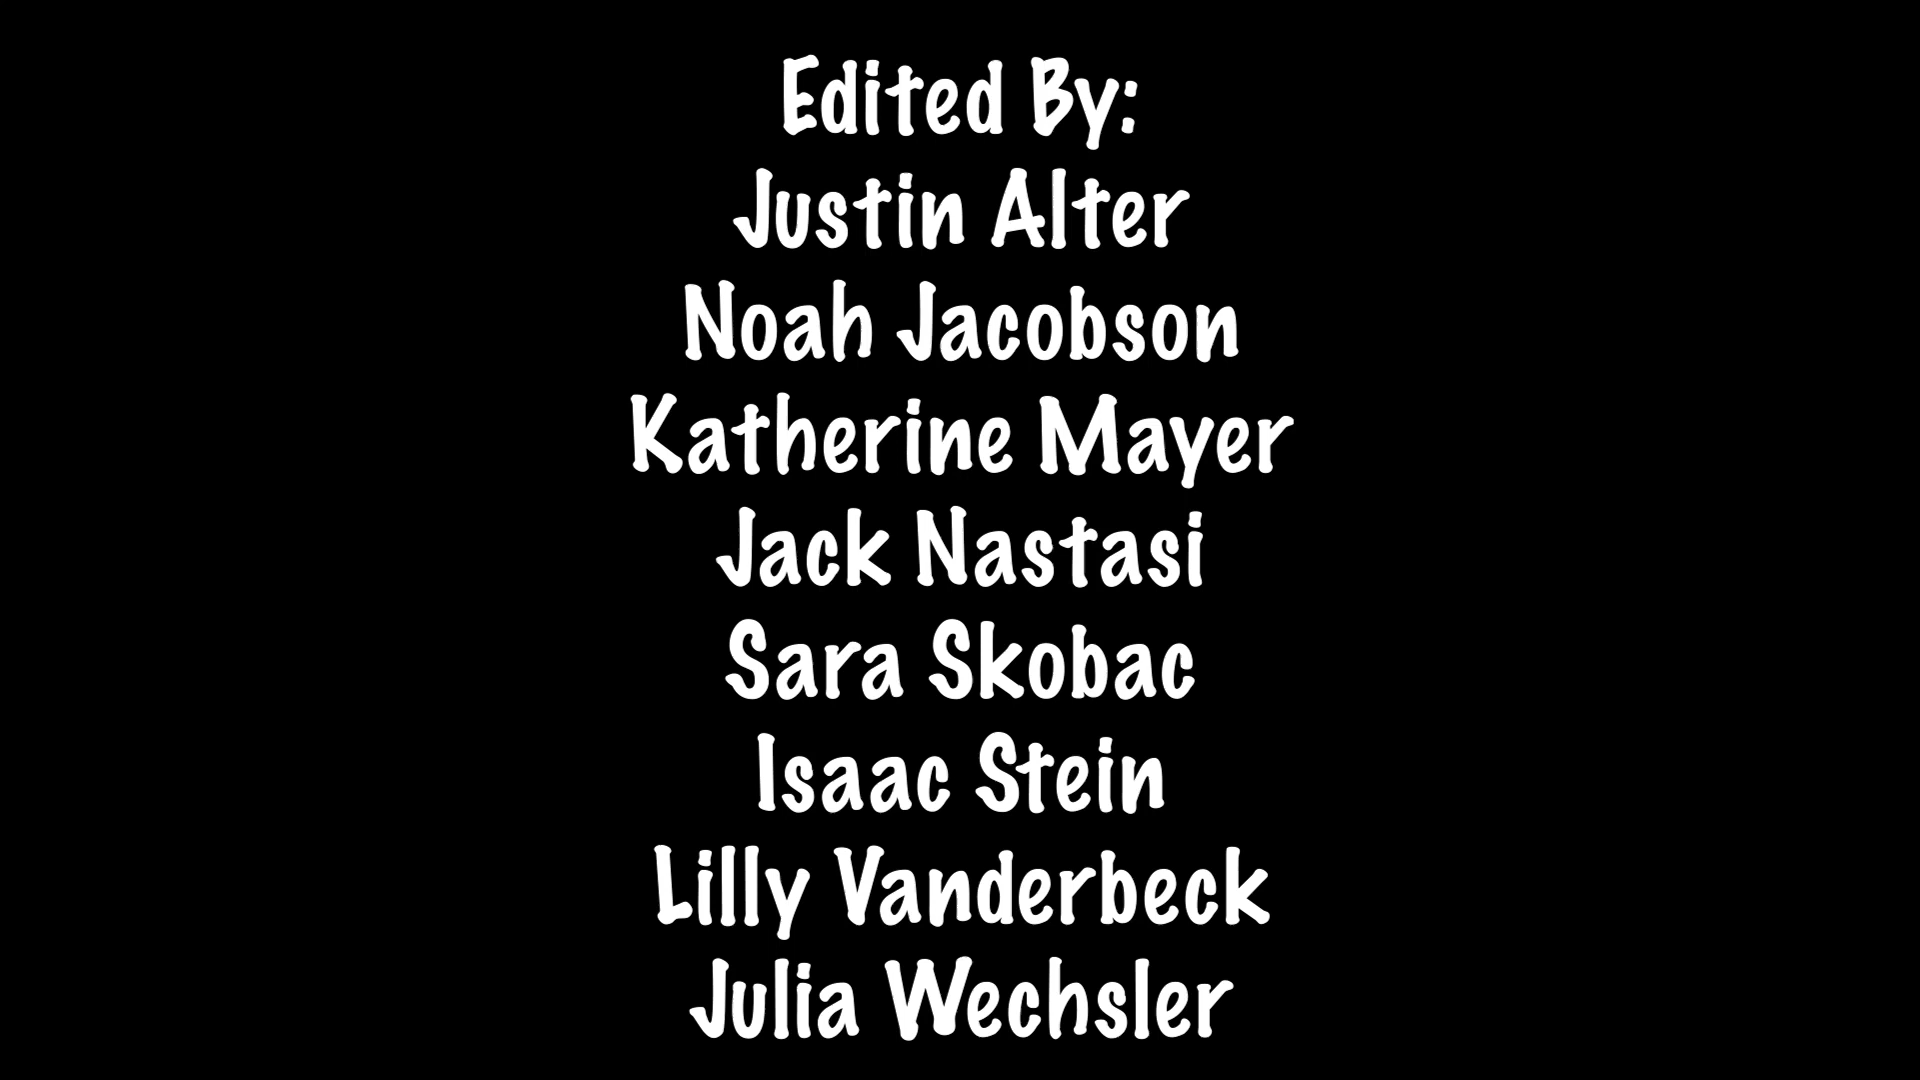 Edited By:
Justin Alter
Noah Jacobson
Katherine Mayer
Jack Nastasi
Sara Skobac
Isaac Stein
Lilly Vanderbeck
Julia Wechsler